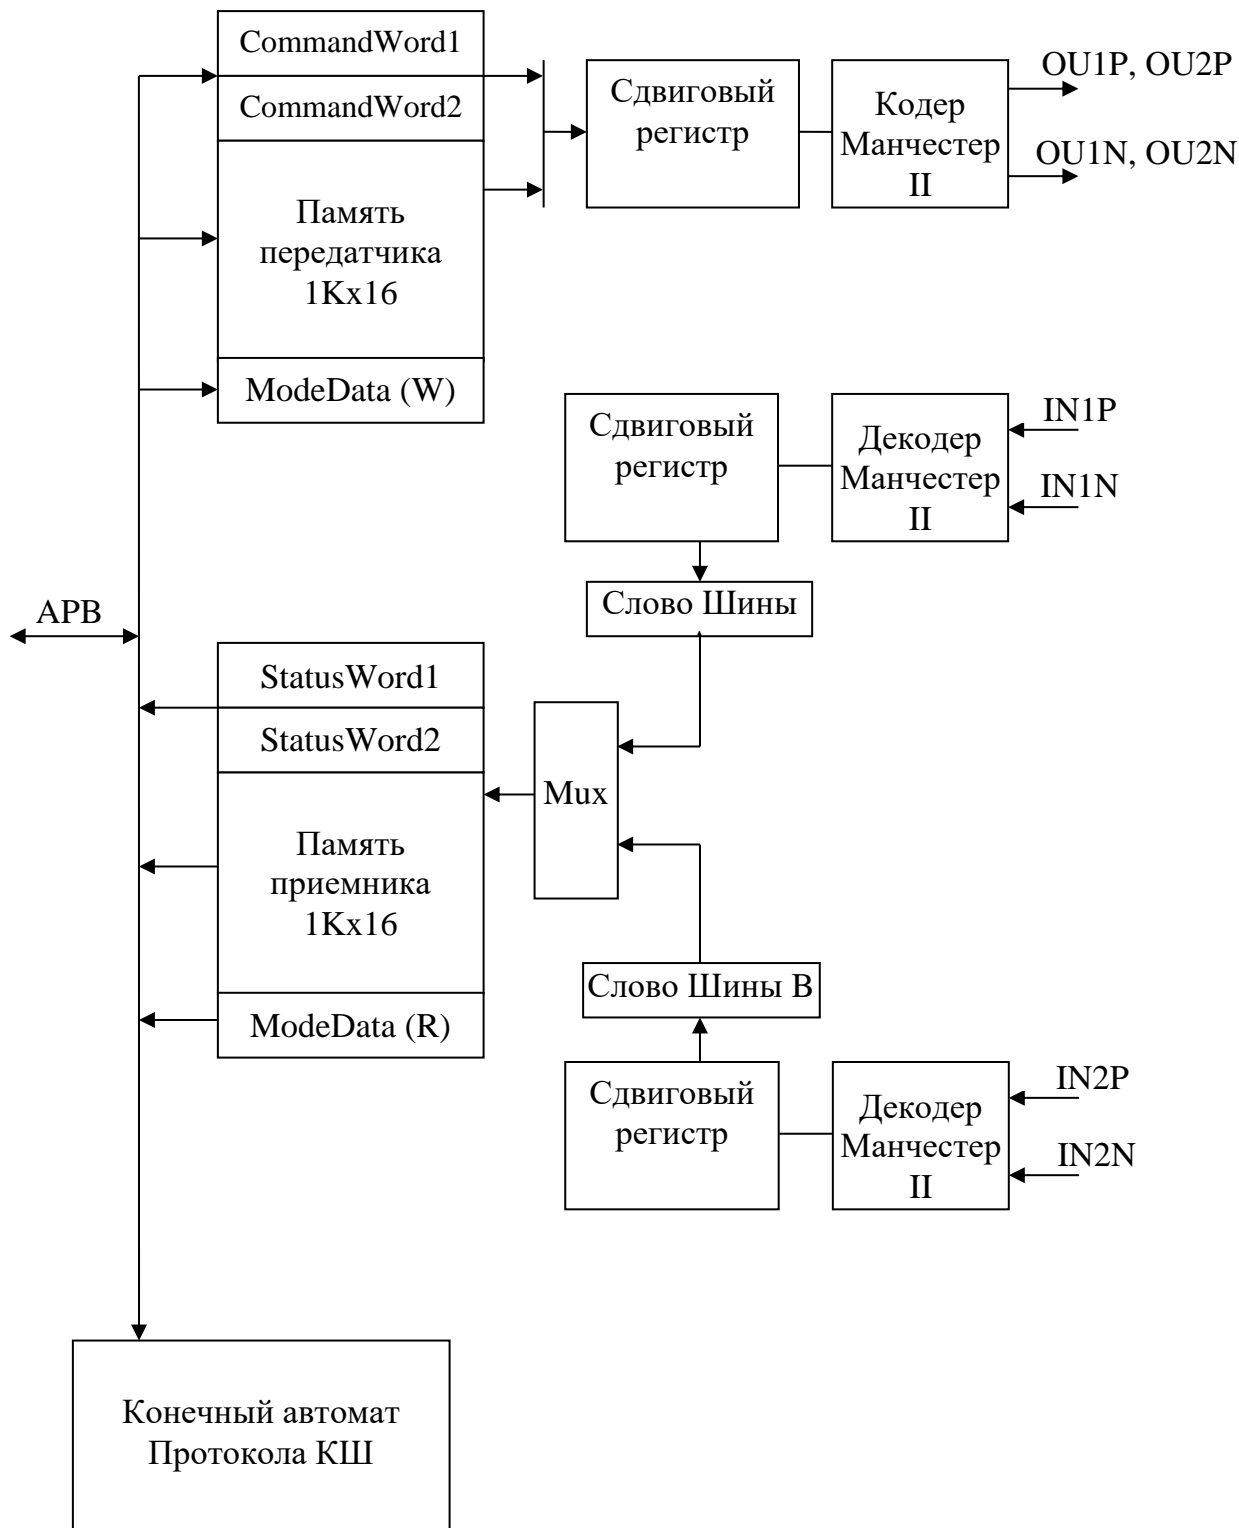 CommandWord1
CommandWord2
Память
передатчика
1Kx16
ModeData (W)
Сдвиговый
регистр
Кодер
Манчестер
II
OU1P, OU2P
OU1N, OU2N
Сдвиговый
регистр
Декодер
Манчестер
II
IN1P
IN1N
Слово Шины
APB
StatusWord1
StatusWord2
Память
приемника
1Kx16
ModeData (R)
Mux
Слово Шины B
Сдвиговый
регистр
Декодер
Манчестер
II
IN2P
IN2N
Конечный автомат
Протокола КШ